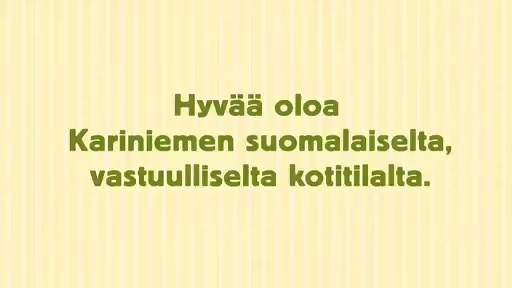 Hyvää oloa
Kariniemen suomalaiselta,
vastuulliselta kotitilalta.